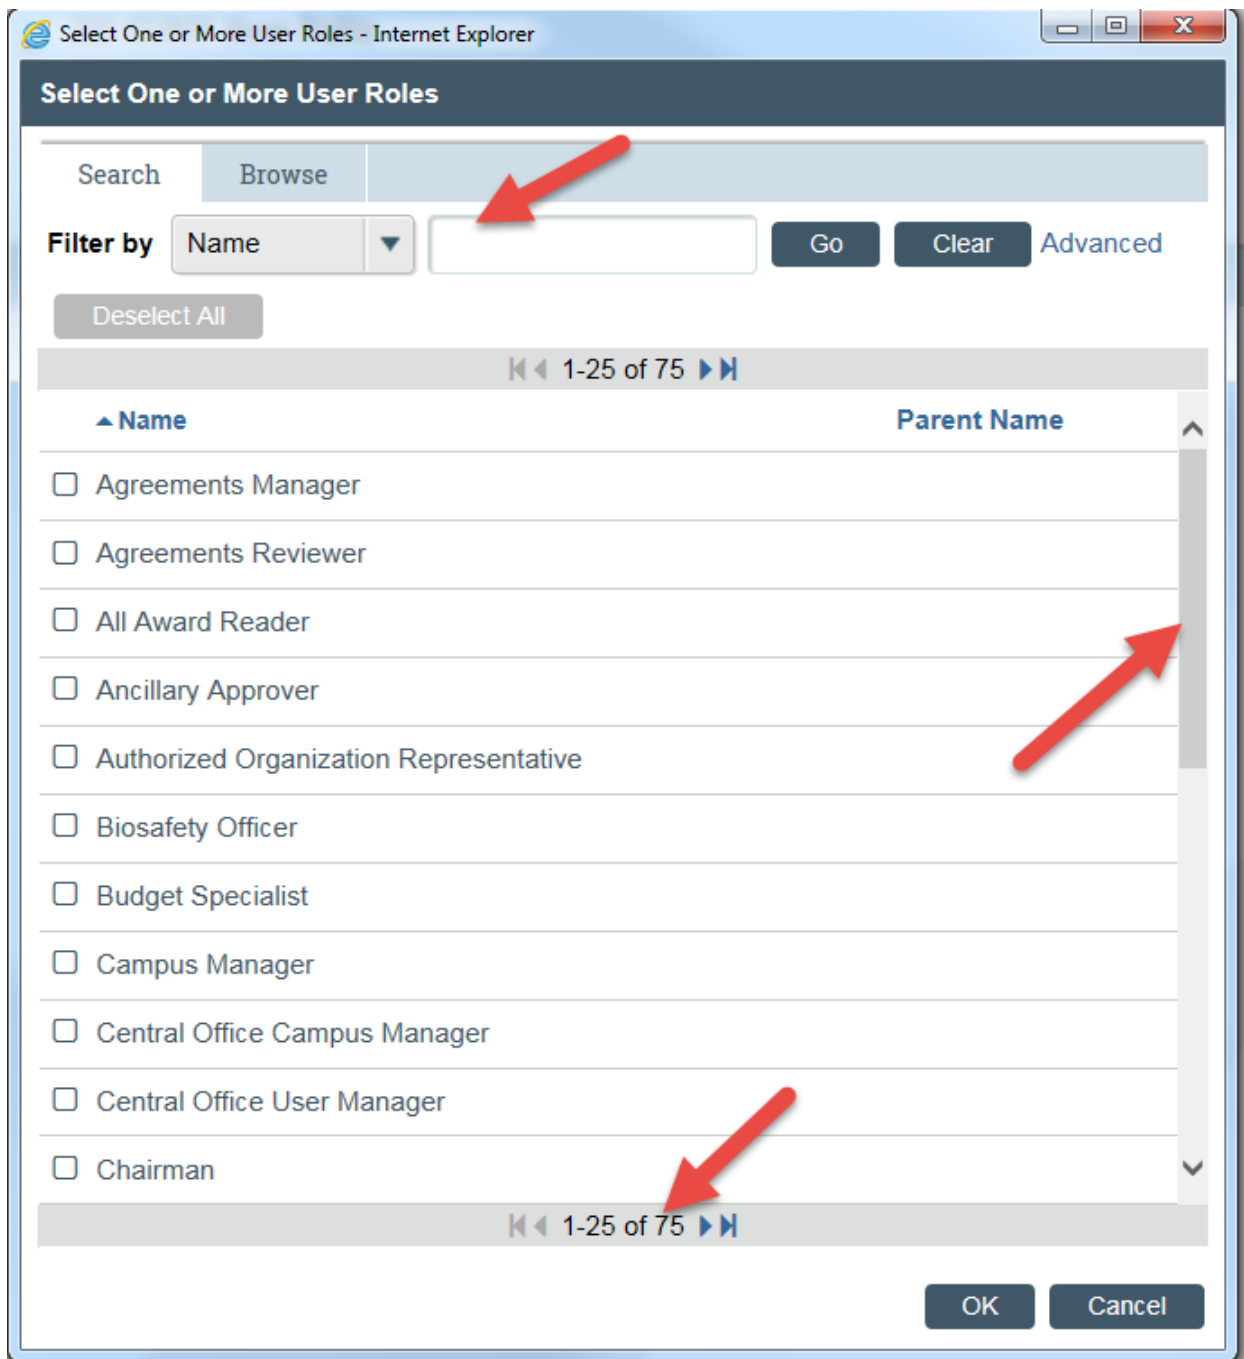 Select One or More User Roles - Internet Explorer
Select One or More User Roles
Search Browse
Filter by Name Go Clear Advanced
Deselect All
1-25 of 75
Name Parent Name
Agreements Manager
Agreements Reviewer
All Award Reader
Ancillary Approver
Authorized Organization Representative
Biosafety Officer
Budget Specialist
Campus Manager
Central Office Campus Manager
Central Office User Manager
Chairman
1-25 of 75
OK Cancel